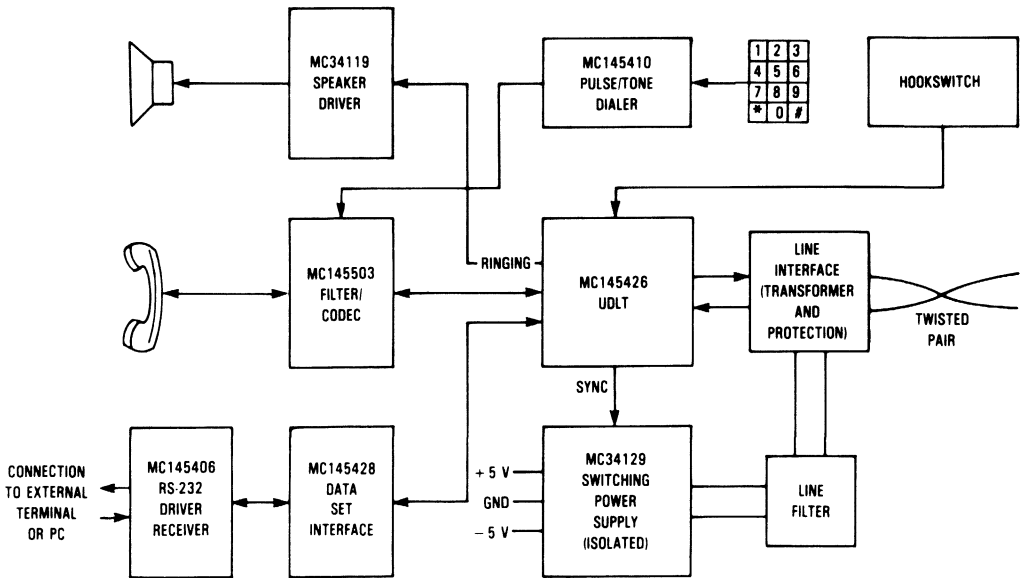 MC34119
SPEAKER
DRIVER
MC145410
PULSE/TONE
DIALER
1 2 3
4 5 6
7 8 9
* 0 #
HOOKSWITCH
MC145503
FILTER/
CODEC
RINGING
MC145426
UDLT
LINE
INTERFACE
(TRANSFORMER
AND
PROTECTION)
TWISTED
PAIR
SYNC
CONNECTION
TO EXTERNAL
TERMINAL
OR PC
MC145406
RS-232
DRIVER
RECEIVER
MC145428
DATA
SET
INTERFACE
+5 V
GND
−5 V
MC34129
SWITCHING
POWER
SUPPLY
(ISOLATED)
LINE
FILTER